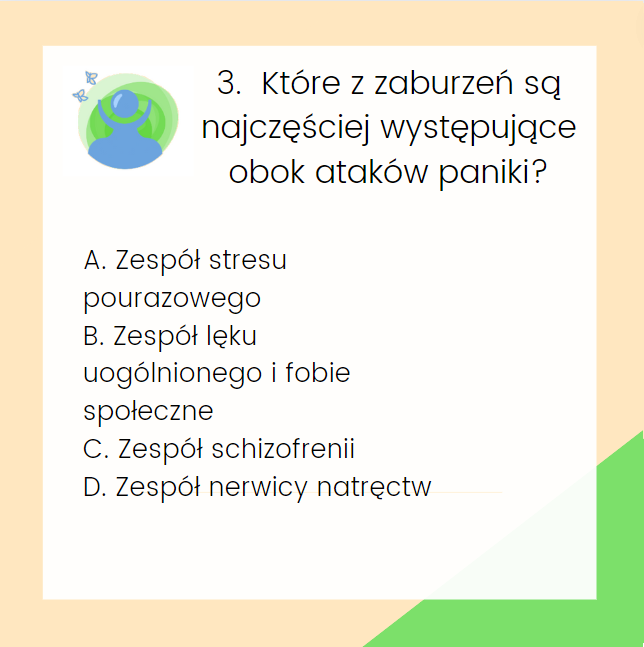 3. Które z zaburzeń są
najczęściej występujące
obok ataków paniki?
A. Zespół stresu
pourazowego
B. Zespół lęku
uogólnionego i fobie
społeczne
C. Zespół schizofrenii
D. Zespół nerwicy natręctw